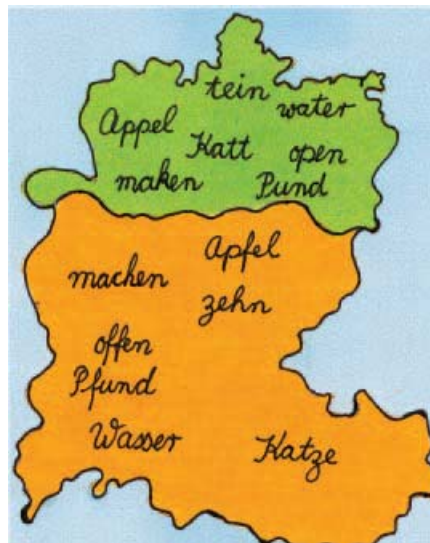 tein
water
Appel
Katt
open
maken
Pund
Apfel
machen
zehn
offen
Pfund
Wasser
Katze